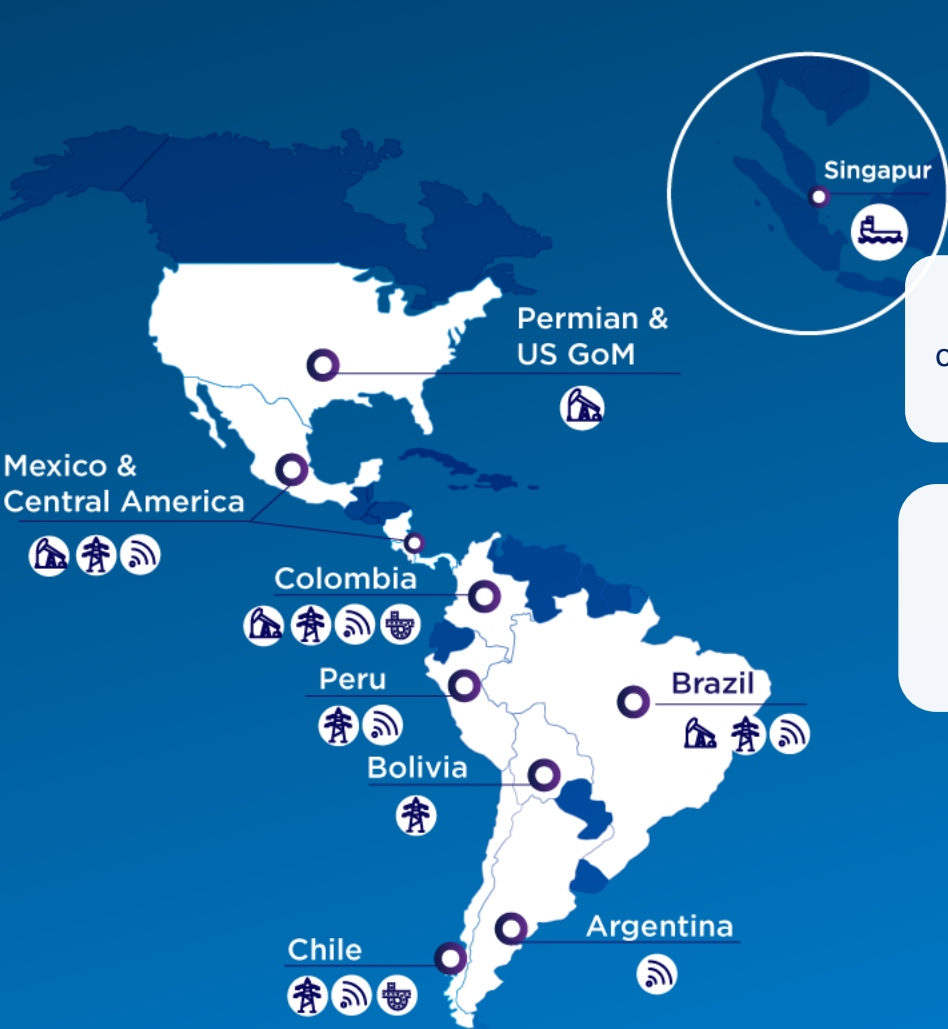 Singapur
Permian &
US GoM
Mexico &
Central America
Colombia
Peru
Brazil
Bolivia
Argentina
Chile